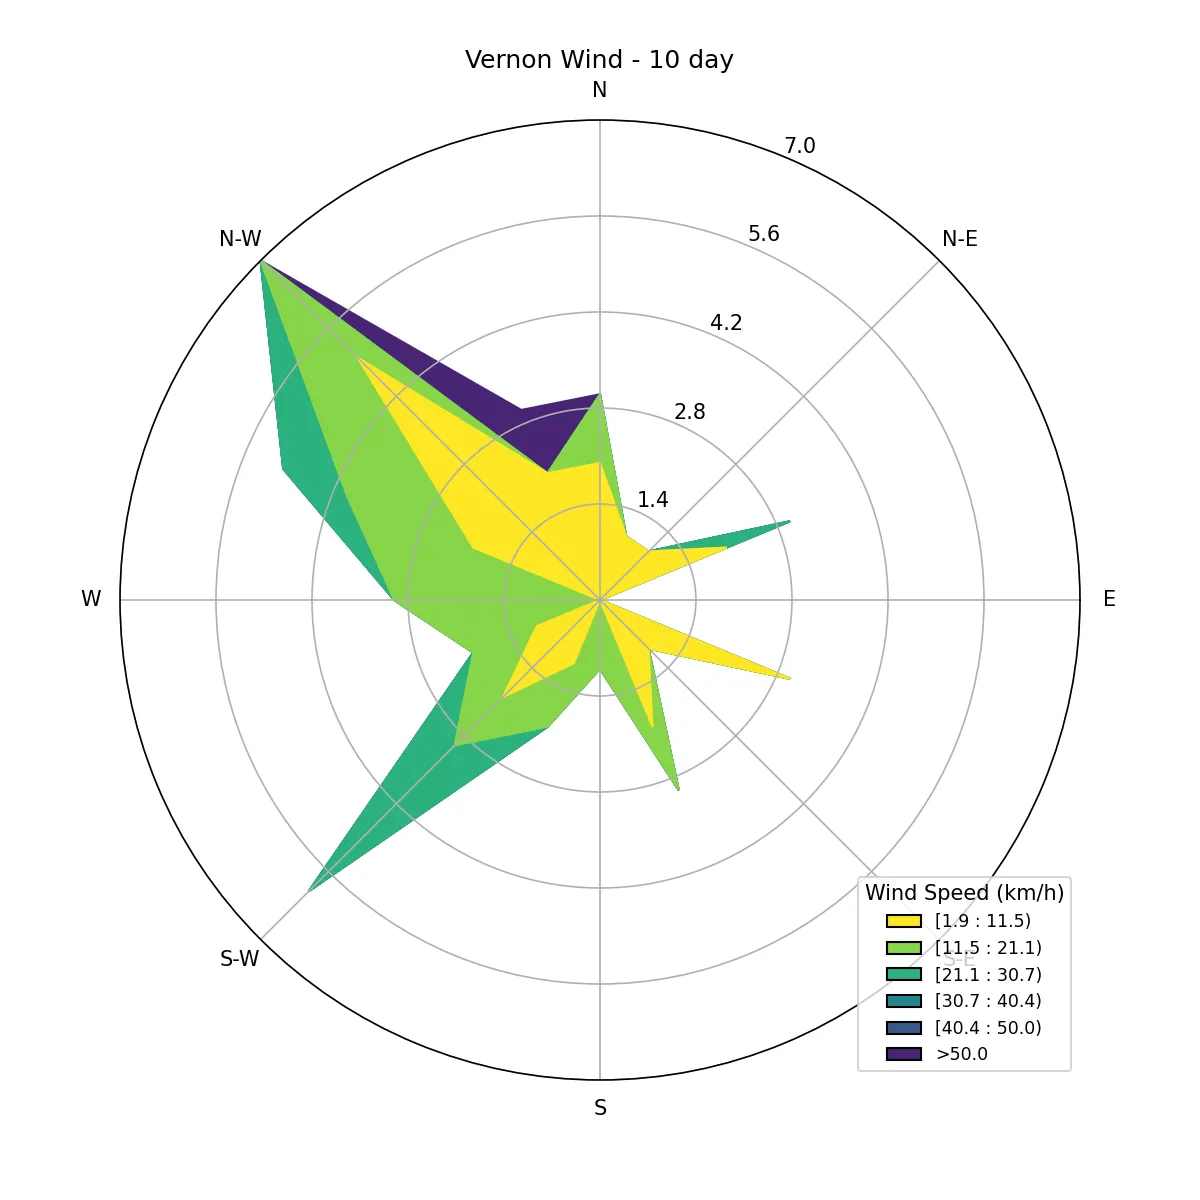 Vernon Wind - 10 day
N
7.0
N-W
N-E
5.6
4.2
2.8
1.4
W
E
S-W
S-E
S
Wind Speed (km/h)
[1.9 : 11.5)
[11.5 : 21.1)
[21.1 : 30.7)
[30.7 : 40.4)
[40.4 : 50.0)
>50.0